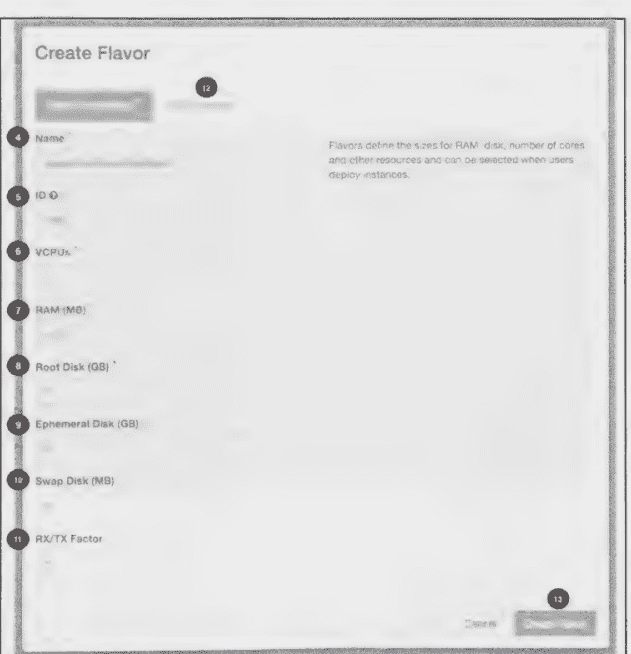 Create Flavor
12
4 Name *
Flavors define the sizes for RAM, disk, number of cores
and other resources and can be selected when users
deploy instances.
5 ID
6 VCPUs *
7 RAM (MB)
8 Root Disk (GB) *
9 Ephemeral Disk (GB)
10 Swap Disk (MB)
11 RX/TX Factor
13
Cancel